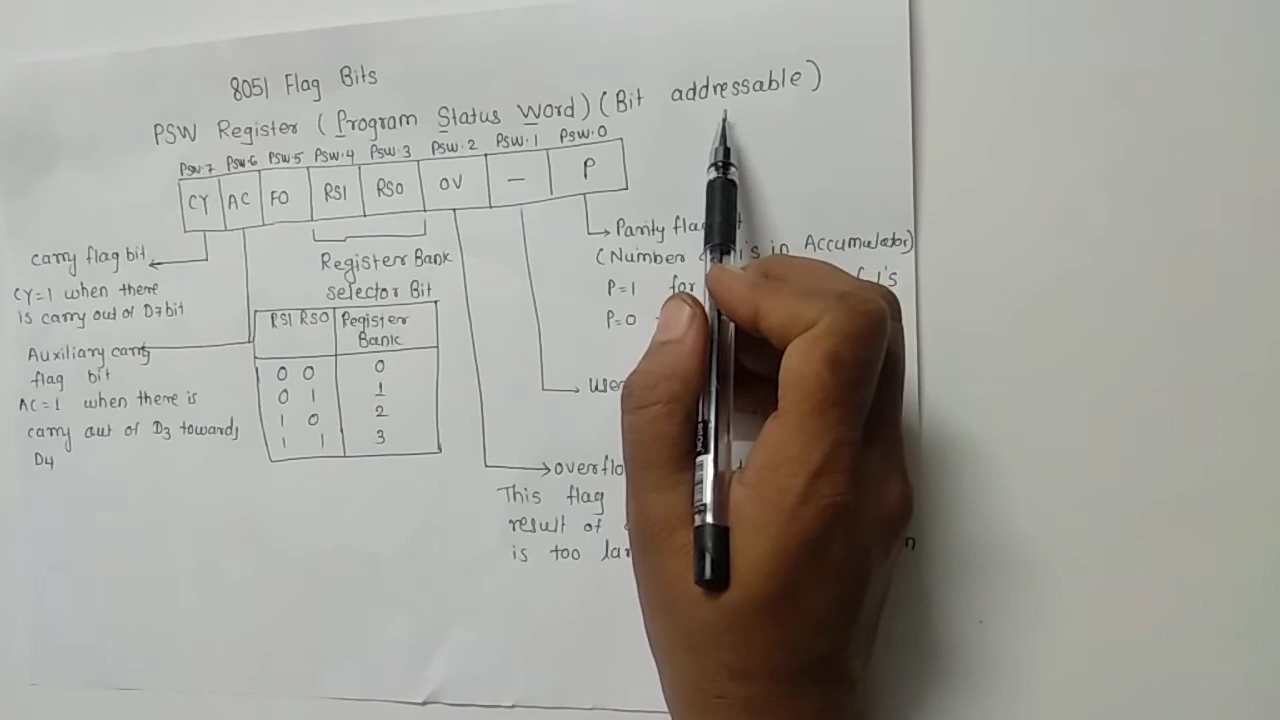 8051 Flag Bits
PSW Register (Program Status Word) (Bit addressable)
PSW.7 PSW.6 PSW.5 PSW.4 PSW.3 PSW.2 PSW.1 PSW.0
CY AC F0 RS1 RS0 OV — P
carry flag bit
CY=1 when there
is carry out of D7 bit
Auxiliary carry
flag bit
AC=1 when there is
carry out of D3 towards
D4
Register Bank
selector Bit
RS1 RS0 Register
Bank
0 0 0
0 1 1
1 0 2
1 1 3
Parity
(Number in Accumulator)
P=1 for 1's
P=0
This flag
result of
is too